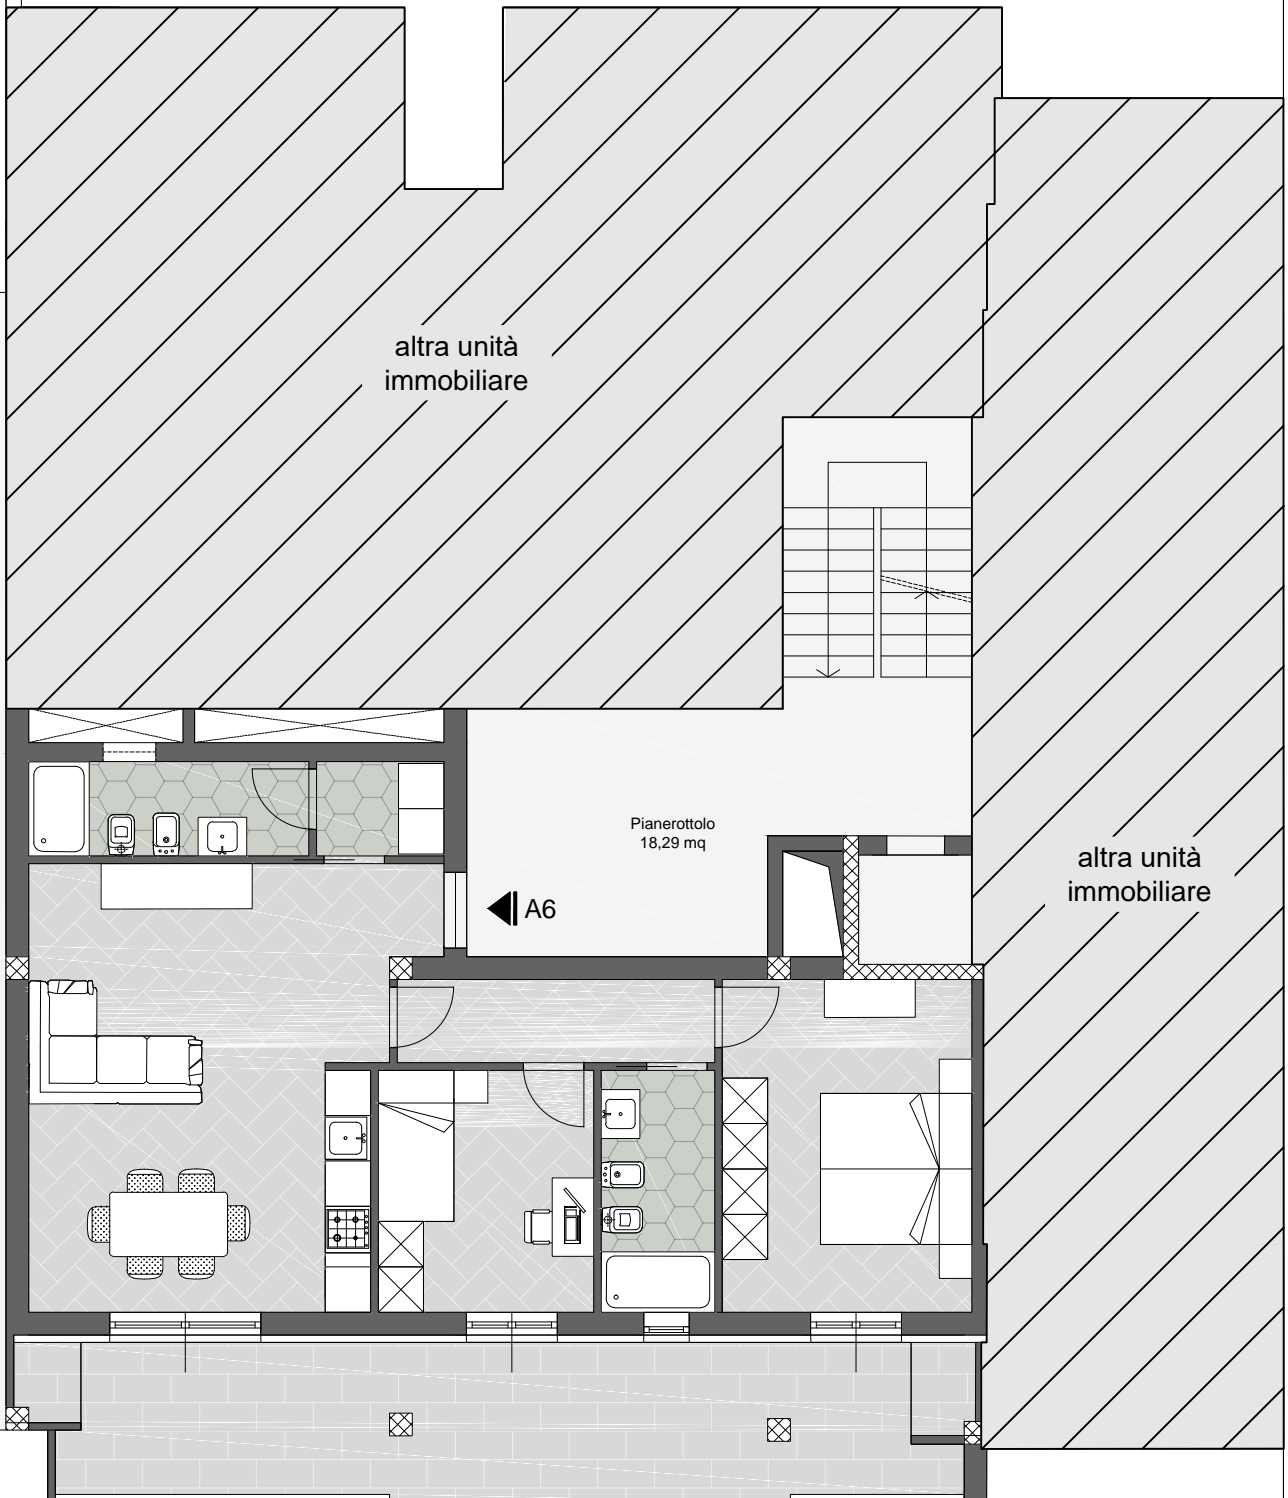 altra unità
immobiliare
Pianerottolo
18,29 mq
altra unità
immobiliare
A6